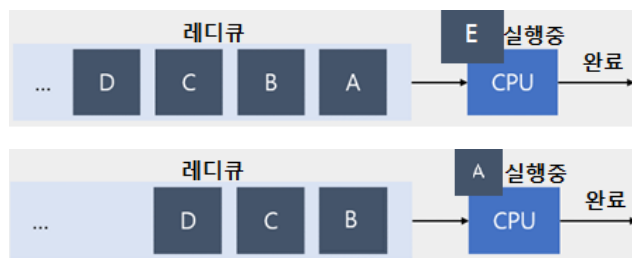 레디큐
E 실행중
완료
... D C B A CPU
레디큐
A 실행중
완료
... D C B CPU